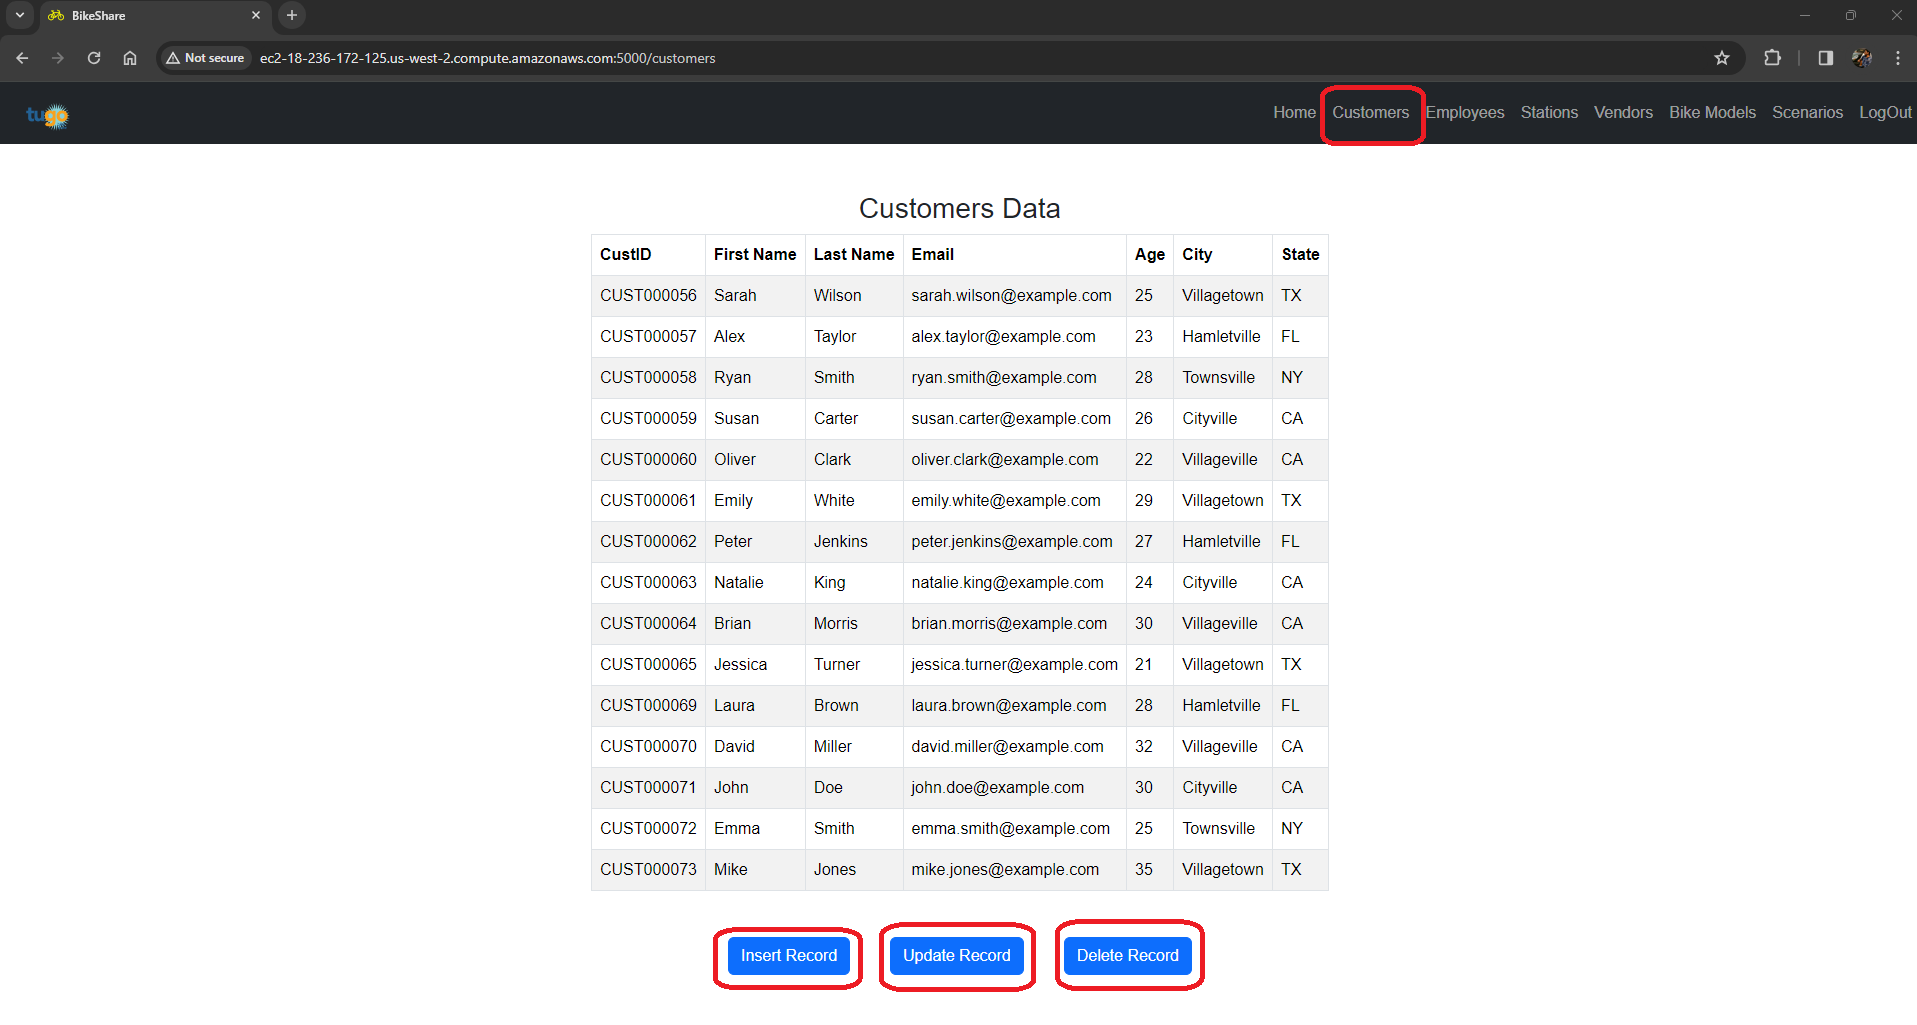 BikeShare
Not secure ec2-18-236-172-125.us-west-2.compute.amazonaws.com:5000/customers
tugo Home Customers Employees Stations Vendors Bike Models Scenarios LogOut
Customers Data
CustID First Name Last Name Email Age City State
CUST000056 Sarah Wilson sarah.wilson@example.com 25 Villagetown TX
CUST000057 Alex Taylor alex.taylor@example.com 23 Hamletville FL
CUST000058 Ryan Smith ryan.smith@example.com 28 Townsville NY
CUST000059 Susan Carter susan.carter@example.com 26 Cityville CA
CUST000060 Oliver Clark oliver.clark@example.com 22 Villageville CA
CUST000061 Emily White emily.white@example.com 29 Villagetown TX
CUST000062 Peter Jenkins peter.jenkins@example.com 27 Hamletville FL
CUST000063 Natalie King natalie.king@example.com 24 Cityville CA
CUST000064 Brian Morris brian.morris@example.com 30 Villageville CA
CUST000065 Jessica Turner jessica.turner@example.com 21 Villagetown TX
CUST000069 Laura Brown laura.brown@example.com 28 Hamletville FL
CUST000070 David Miller david.miller@example.com 32 Villageville CA
CUST000071 John Doe john.doe@example.com 30 Cityville CA
CUST000072 Emma Smith emma.smith@example.com 25 Townsville NY
CUST000073 Mike Jones mike.jones@example.com 35 Villagetown TX
Insert Record Update Record Delete Record